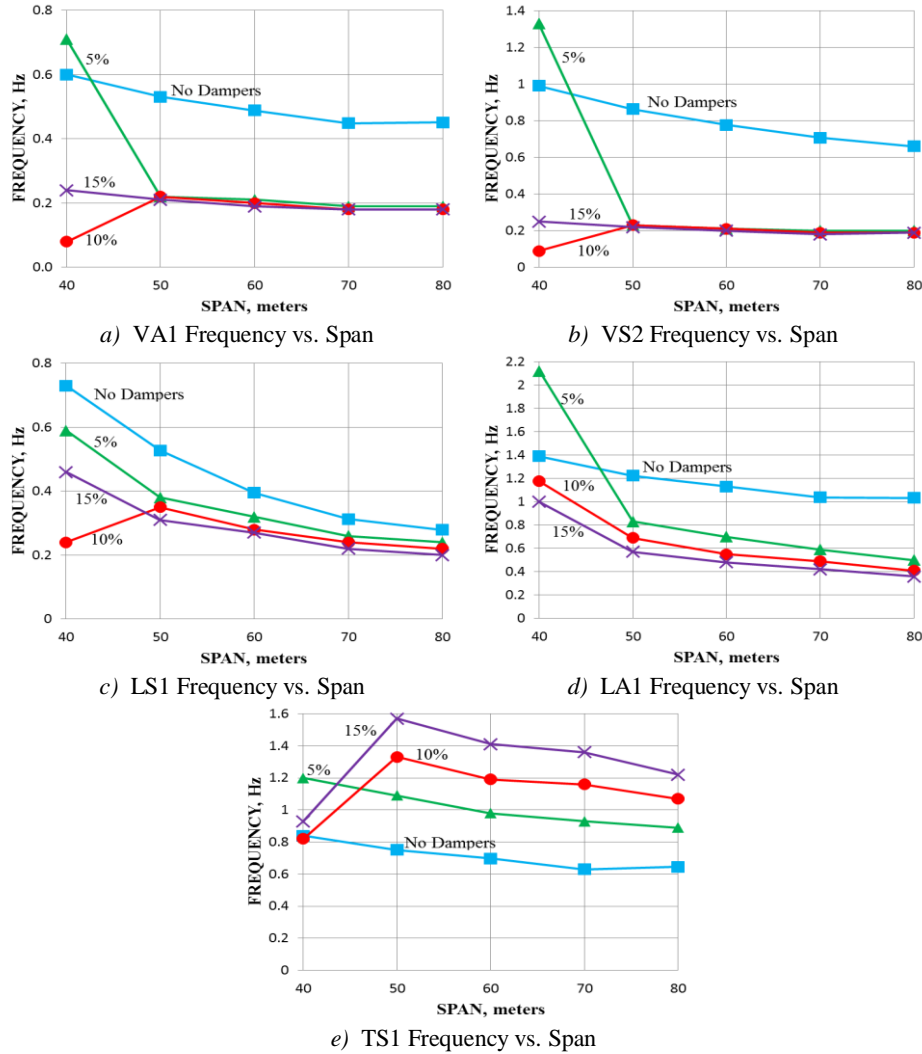 0.8
0.6
0.4
0.2
0.0
FREQUENCY, Hz
5%
No Dampers
15%
10%
40 50 60 70 80
SPAN, meters
a) VA1 Frequency vs. Span
1.4
1.2
1
0.8
0.6
0.4
0.2
0
FREQUENCY, Hz
5%
No Dampers
15%
10%
40 50 60 70 80
SPAN, meters
b) VS2 Frequency vs. Span
0.8
0.6
0.4
0.2
0
FREQUENCY, Hz
No Dampers
5%
15%
10%
40 50 60 70 80
SPAN, meters
c) LS1 Frequency vs. Span
2.2
2
1.8
1.6
1.4
1.2
1
0.8
0.6
0.4
0.2
0
FREQUENCY, Hz
5%
No Dampers
10%
15%
40 50 60 70 80
SPAN, meters
d) LA1 Frequency vs. Span
1.6
1.4
1.2
1
0.8
0.6
0.4
0.2
0
FREQUENCY, Hz
15%
10%
5%
No Dampers
40 50 60 70 80
SPAN, meters
e) TS1 Frequency vs. Span